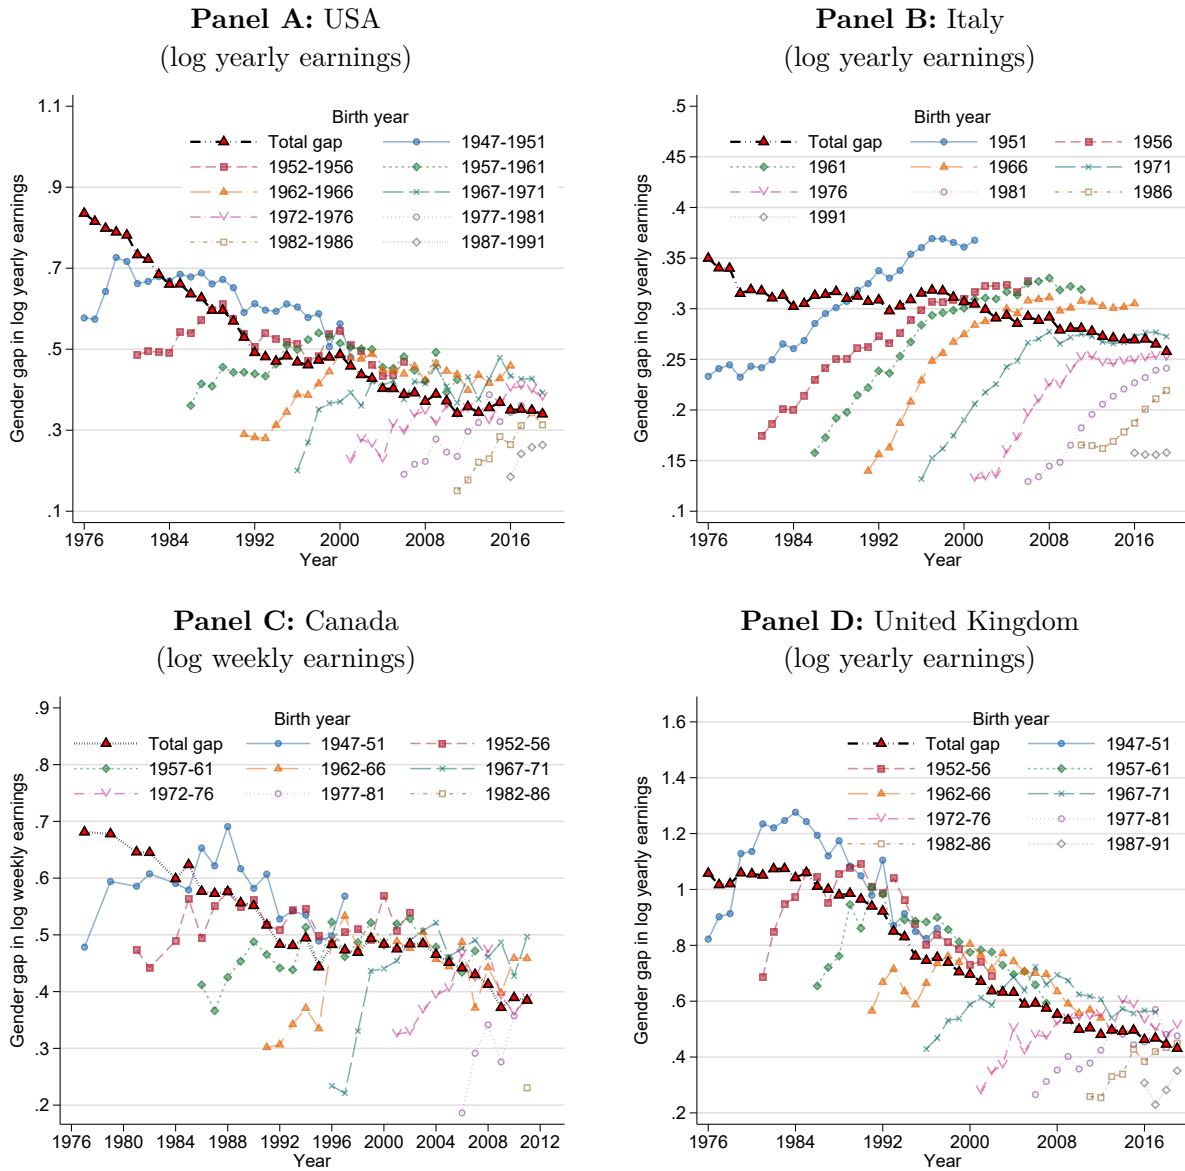 Panel A: USA
(log yearly earnings)
Gender gap in log yearly earnings
1.1
.9
.7
.5
.3
.1
Birth year
Total gap
1947-1951
1952-1956
1957-1961
1962-1966
1967-1971
1972-1976
1977-1981
1982-1986
1987-1991
1976 1984 1992 2000 2008 2016
Year
Panel B: Italy
(log yearly earnings)
Gender gap in log yearly earnings
.5
.45
.4
.35
.3
.25
.2
.15
.1
Birth year
Total gap
1951
1956
1961
1966
1971
1976
1981
1986
1991
1976 1984 1992 2000 2008 2016
Year
Panel C: Canada
(log weekly earnings)
Gender gap in log weekly earnings
.9
.8
.7
.6
.5
.4
.3
.2
Birth year
Total gap
1947-51
1952-56
1957-61
1962-66
1967-71
1972-76
1977-81
1982-86
1976 1980 1984 1988 1992 1996 2000 2004 2008 2012
Year
Panel D: United Kingdom
(log yearly earnings)
Gender gap in log yearly earnings
1.6
1.4
1.2
1
.8
.6
.4
.2
Birth year
Total gap
1947-51
1952-56
1957-61
1962-66
1967-71
1972-76
1977-81
1982-86
1987-91
1976 1984 1992 2000 2008 2016
Year